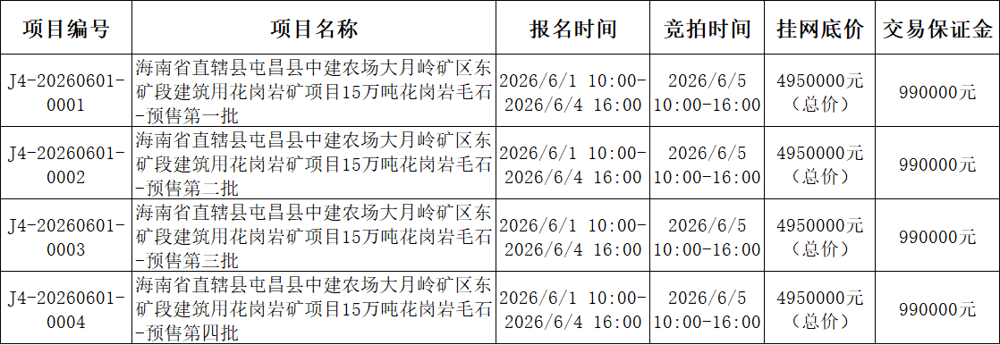 项目编号 项目名称 报名时间 竞拍时间 挂网底价 交易保证金
J4-20260601-0001 海南省直辖县屯昌县中建农场大月岭矿区东矿段建筑用花岗岩矿项目15万吨花岗岩毛石-预售第一批 2026/6/1 10:00-2026/6/4 16:00 2026/6/5 10:00-16:00 4950000元（总价） 990000元
J4-20260601-0002 海南省直辖县屯昌县中建农场大月岭矿区东矿段建筑用花岗岩矿项目15万吨花岗岩毛石-预售第二批 2026/6/1 10:00-2026/6/4 16:00 2026/6/5 10:00-16:00 4950000元（总价） 990000元
J4-20260601-0003 海南省直辖县屯昌县中建农场大月岭矿区东矿段建筑用花岗岩矿项目15万吨花岗岩毛石-预售第三批 2026/6/1 10:00-2026/6/4 16:00 2026/6/5 10:00-16:00 4950000元（总价） 990000元
J4-20260601-0004 海南省直辖县屯昌县中建农场大月岭矿区东矿段建筑用花岗岩矿项目15万吨花岗岩毛石-预售第四批 2026/6/1 10:00-2026/6/4 16:00 2026/6/5 10:00-16:00 4950000元（总价） 990000元